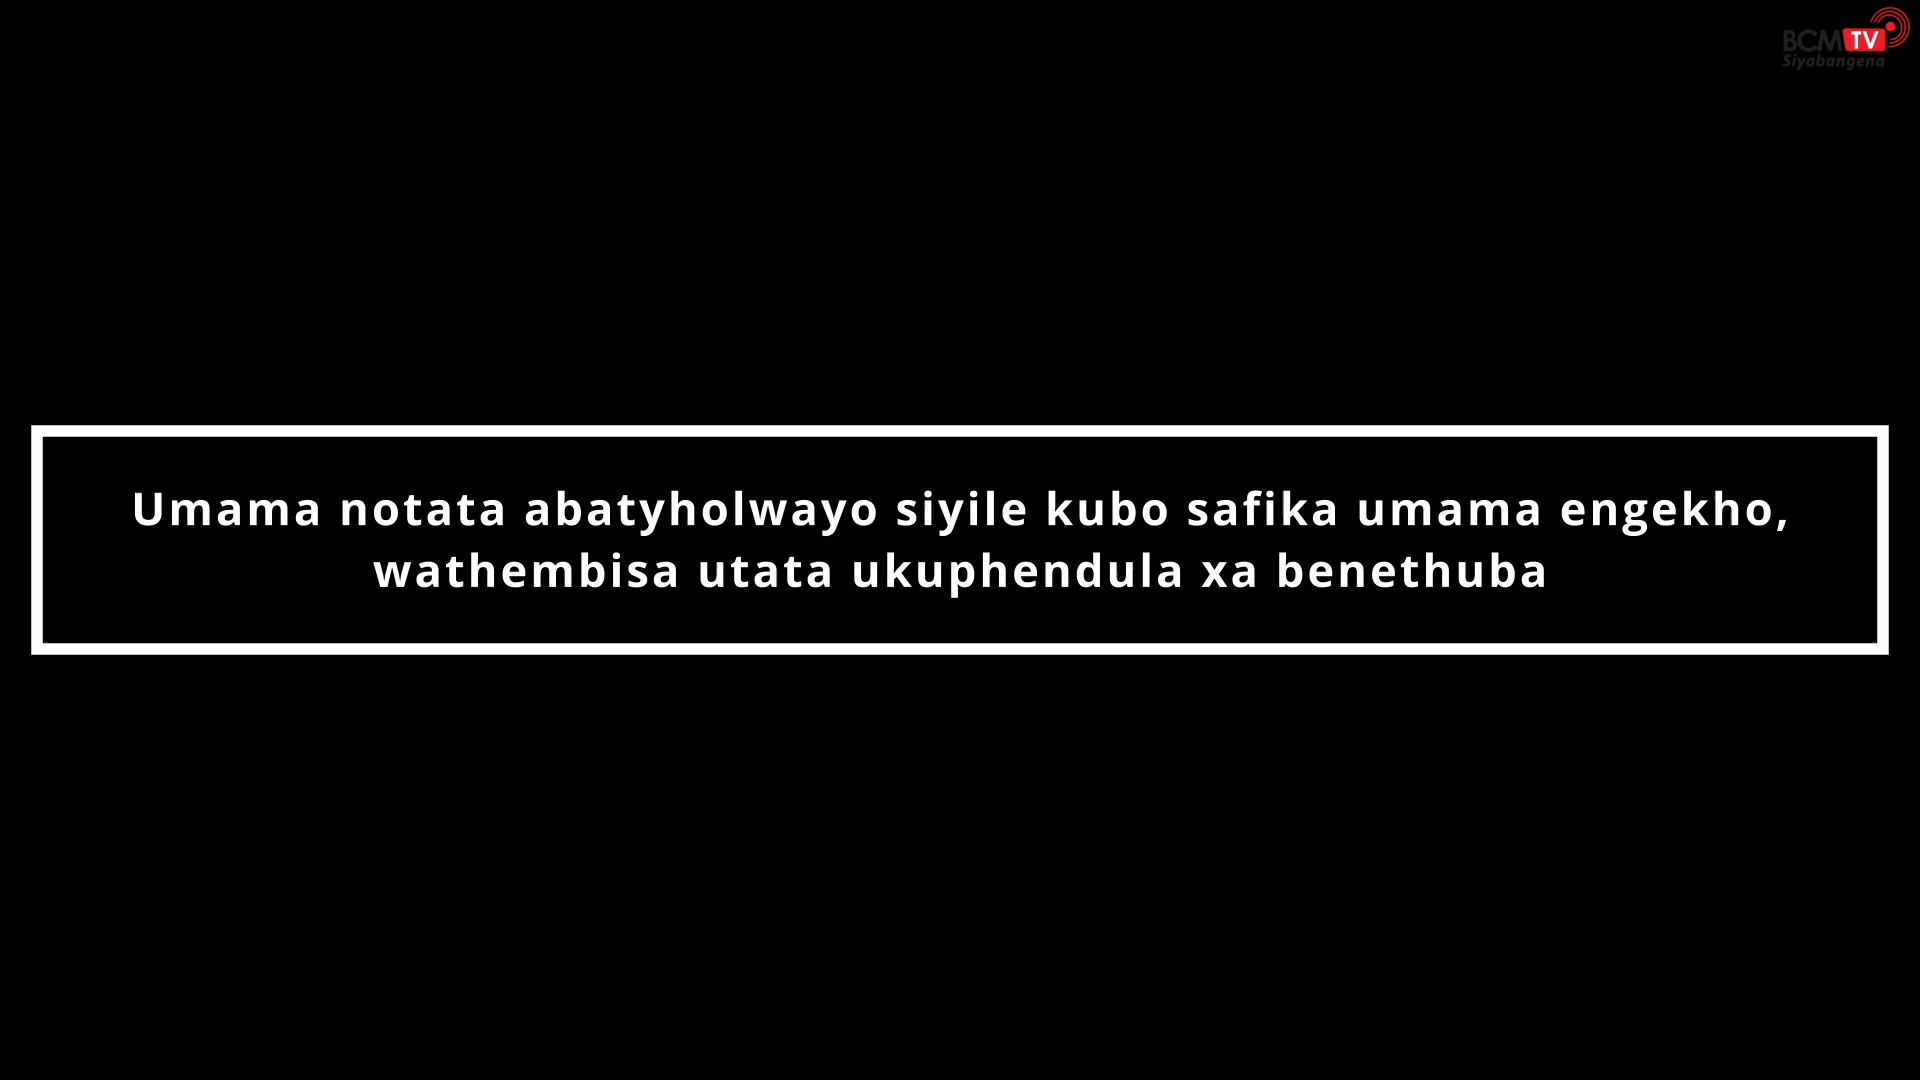 BCM TV
Siyabangena
Umama notata abatyholwayo siyile kubo safika umama engekho,
wathembisa utata ukuphendula xa benethuba